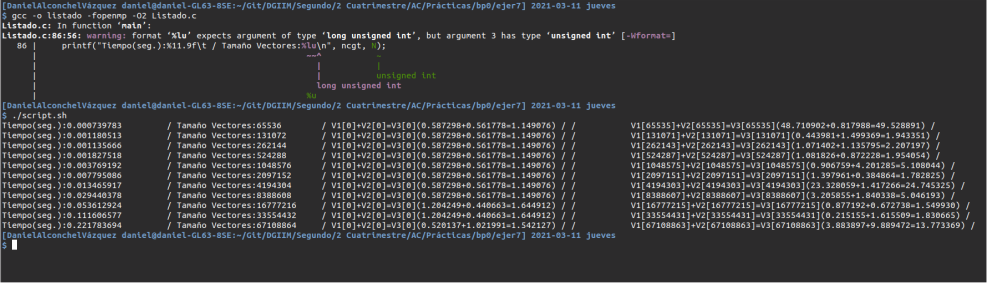 [DanielAlconchelVázquez daniel@daniel-GL63-8SE:~/Git/DGIIM/Segundo/2 Cuatrimestre/AC/Prácticas/bp0/ejer7] 2021-03-11 jueves
$ gcc -o listado -fopenmp -O2 Listado.c
Listado.c: In function ‘main’:
Listado.c:86:56: warning: format ‘%lu’ expects argument of type ‘long unsigned int’, but argument 3 has type ‘unsigned int’ [-Wformat=]
86 | printf("Tiempo(seg.):%11.9f\t / Tamaño Vectores:%lu\n", ncgt, N);
| ~~^ ~
| | |
| | unsigned int
| long unsigned int
| %u
[DanielAlconchelVázquez daniel@daniel-GL63-8SE:~/Git/DGIIM/Segundo/2 Cuatrimestre/AC/Prácticas/bp0/ejer7] 2021-03-11 jueves
$ ./script.sh
Tiempo(seg.):0.000739783 / Tamaño Vectores:65536 / V1[0]+V2[0]=V3[0](0.587298+0.561778=1.149076) / / V1[65535]+V2[65535]=V3[65535](48.710902+0.817988=49.528891) /
Tiempo(seg.):0.001180513 / Tamaño Vectores:131072 / V1[0]+V2[0]=V3[0](0.587298+0.561778=1.149076) / / V1[131071]+V2[131071]=V3[131071](0.443981+1.499369=1.943351) /
Tiempo(seg.):0.001135666 / Tamaño Vectores:262144 / V1[0]+V2[0]=V3[0](0.587298+0.561778=1.149076) / / V1[262143]+V2[262143]=V3[262143](1.071402+1.135795=2.207197) /
Tiempo(seg.):0.001827518 / Tamaño Vectores:524288 / V1[0]+V2[0]=V3[0](0.587298+0.561778=1.149076) / / V1[524287]+V2[524287]=V3[524287](1.081826+0.872228=1.954054) /
Tiempo(seg.):0.003769192 / Tamaño Vectores:1048576 / V1[0]+V2[0]=V3[0](0.587298+0.561778=1.149076) / / V1[1048575]+V2[1048575]=V3[1048575](0.906759+4.201285=5.108044) /
Tiempo(seg.):0.007795086 / Tamaño Vectores:2097152 / V1[0]+V2[0]=V3[0](0.587298+0.561778=1.149076) / / V1[2097151]+V2[2097151]=V3[2097151](1.397961+0.384864=1.782825) /
Tiempo(seg.):0.013465917 / Tamaño Vectores:4194304 / V1[0]+V2[0]=V3[0](0.587298+0.561778=1.149076) / / V1[4194303]+V2[4194303]=V3[4194303](23.328059+1.417266=24.745325) /
Tiempo(seg.):0.029440378 / Tamaño Vectores:8388608 / V1[0]+V2[0]=V3[0](0.587298+0.561778=1.149076) / / V1[8388607]+V2[8388607]=V3[8388607](3.205855+1.840338=5.046193) /
Tiempo(seg.):0.053612924 / Tamaño Vectores:16777216 / V1[0]+V2[0]=V3[0](1.204249+0.440663=1.644912) / / V1[16777215]+V2[16777215]=V3[16777215](0.877192+0.672738=1.549930) /
Tiempo(seg.):0.111606577 / Tamaño Vectores:33554432 / V1[0]+V2[0]=V3[0](1.204249+0.440663=1.644912) / / V1[33554431]+V2[33554431]=V3[33554431](0.215155+1.615509=1.830665) /
Tiempo(seg.):0.221783694 / Tamaño Vectores:67108864 / V1[0]+V2[0]=V3[0](0.520137+1.021991=1.542127) / / V1[67108863]+V2[67108863]=V3[67108863](3.883897+9.889472=13.773369) /
[DanielAlconchelVázquez daniel@daniel-GL63-8SE:~/Git/DGIIM/Segundo/2 Cuatrimestre/AC/Prácticas/bp0/ejer7] 2021-03-11 jueves
$